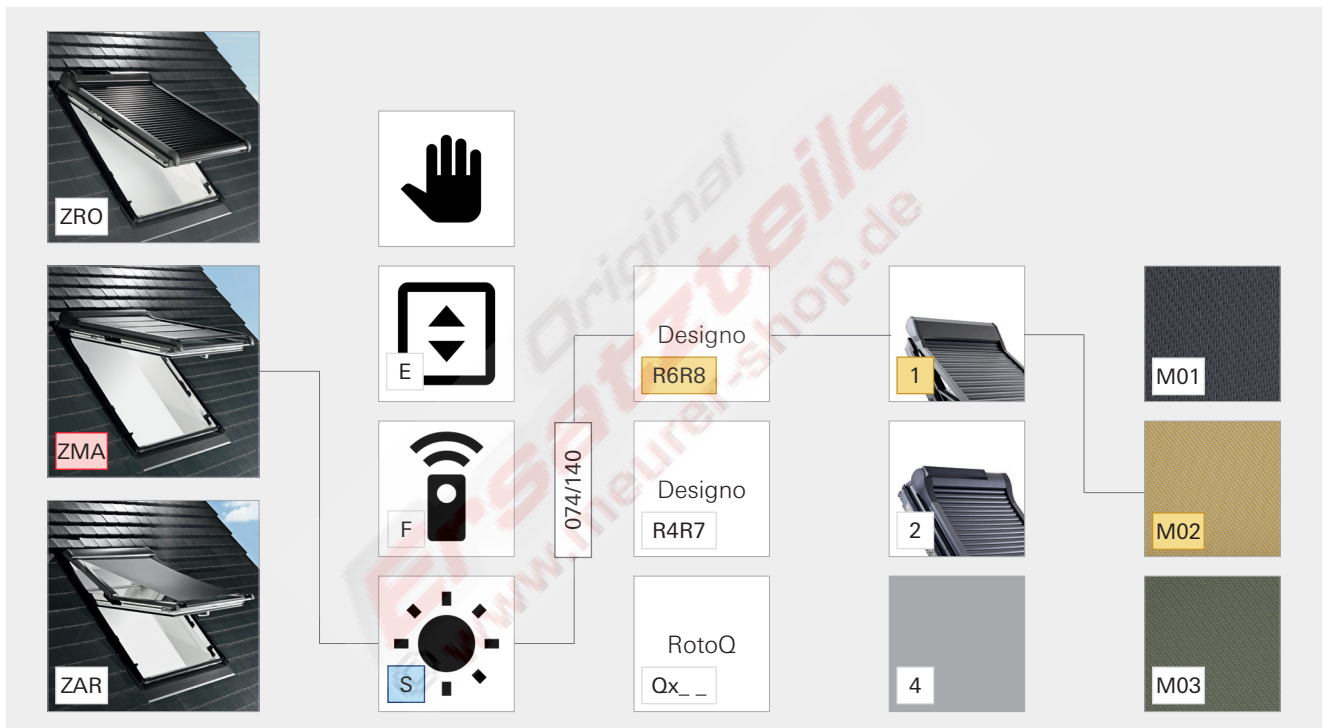 ZRO
ZMA
ZAR
E
F
S
074/140
Designo
R6R8
Designo
R4R7
RotoQ
Qx_ _
1
2
4
M01
M02
M03
Original
Ersatzteile
© www.meurer-shop.de